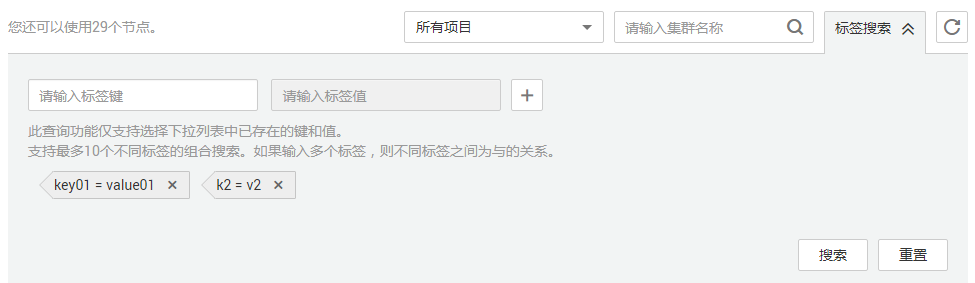 您还可以使用29个节点。
所有项目
请输入集群名称
标签搜索
请输入标签键
请输入标签值
此查询功能仅支持选择下拉列表中已存在的键和值。
支持最多10个不同标签的组合搜索。如果输入多个标签，则不同标签之间为与的关系。
key01 = value01
k2 = v2
搜索
重置